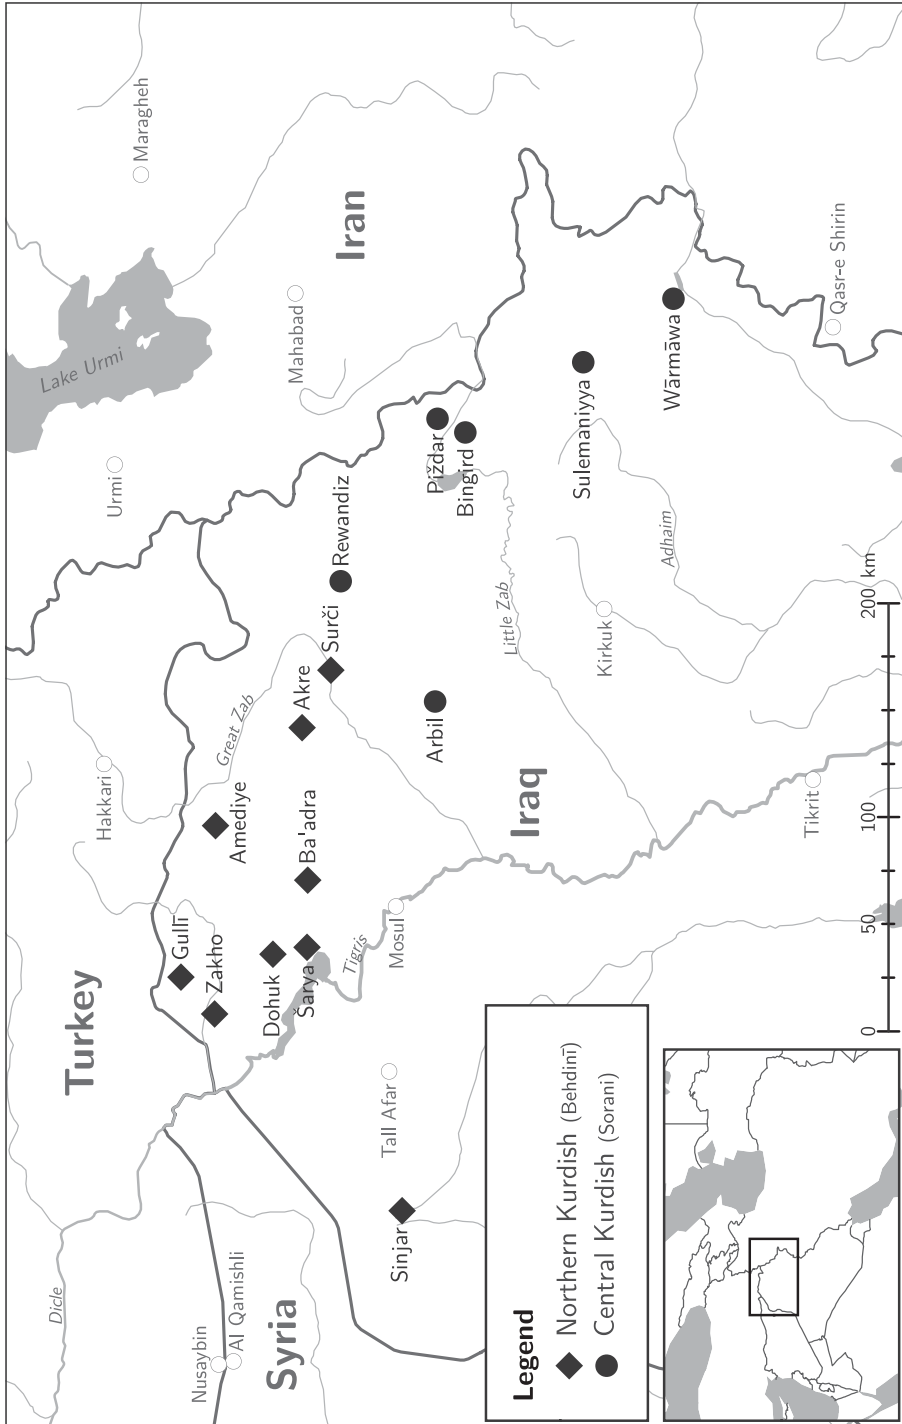 Turkey
Syria
Iraq
Iran
Lake Urmi
Dicle
Tigris
Great Zab
Little Zab
Adhaim
Nusaybin
Al Qamishli
Hakkari
Urmi
Maragheh
Mahabad
Tall Afar
Mosul
Kirkuk
Tikrit
Qasr-e Shirin
Gullī
Zakho
Amediye
Dohuk
Šarya
Ba'adra
Akre
Surči
Rewandiz
Sinjar
Arbil
Piždar
Bingird
Sulemaniyya
Wārmāwa
Legend
Northern Kurdish (Behdinī)
Central Kurdish (Sorani)
0 50 100 200 km